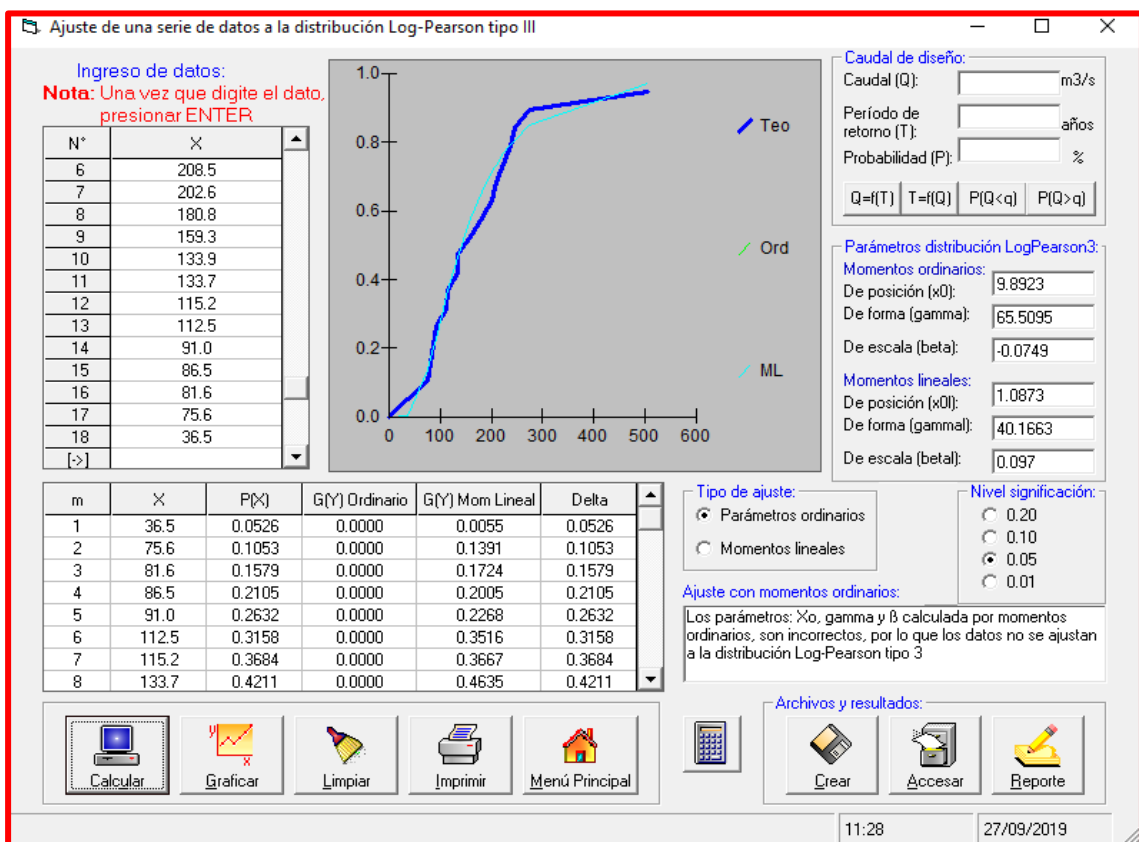 Ajuste de una serie de datos a la distribución Log-Pearson tipo III
Ingreso de datos:
Nota: Una vez que digite el dato,
presionar ENTER
N° X
6 208.5
7 202.6
8 180.8
9 159.3
10 133.9
11 133.7
12 115.2
13 112.5
14 91.0
15 86.5
16 81.6
17 75.6
18 36.5
[->]
1.0
0.8
0.6
0.4
0.2
0.0
0 100 200 300 400 500 600
Teo
Ord
ML
Caudal de diseño:
Caudal (Q): m3/s
Período de
retorno (T): años
Probabilidad (P): %
Q=f(T) T=f(Q) P(Q<q) P(Q>q)
Parámetros distribución LogPearson3:
Momentos ordinarios:
De posición (x0): 9.8923
De forma (gamma): 65.5095
De escala (beta): -0.0749
Momentos lineales:
De posición (x0l): 1.0873
De forma (gammal): 40.1663
De escala (betal): 0.097
m X P(X) G(Y) Ordinario G(Y) Mom Lineal Delta
1 36.5 0.0526 0.0000 0.0055 0.0526
2 75.6 0.1053 0.0000 0.1391 0.1053
3 81.6 0.1579 0.0000 0.1724 0.1579
4 86.5 0.2105 0.0000 0.2005 0.2105
5 91.0 0.2632 0.0000 0.2268 0.2632
6 112.5 0.3158 0.0000 0.3516 0.3158
7 115.2 0.3684 0.0000 0.3667 0.3684
8 133.7 0.4211 0.0000 0.4635 0.4211
Tipo de ajuste:
Parámetros ordinarios
Momentos lineales
Nivel significación:
0.20
0.10
0.05
0.01
Ajuste con momentos ordinarios:
Los parámetros: Xo, gamma y ß calculada por momentos
ordinarios, son incorrectos, por lo que los datos no se ajustan
a la distribución Log-Pearson tipo 3
Calcular Graficar Limpiar Imprimir Menú Principal
Archivos y resultados:
Crear Accesar Reporte
11:28 27/09/2019